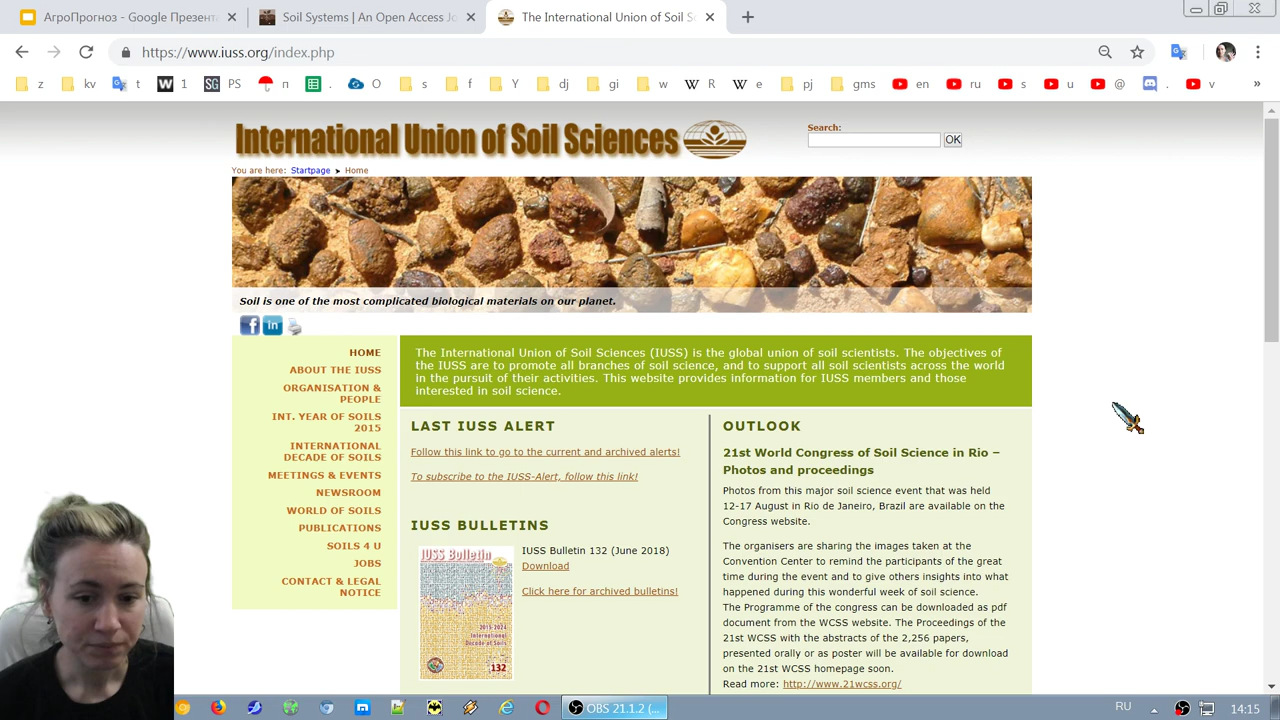 АгроПрогноз - Google Презент
Soil Systems | An Open Access Jo
The International Union of Soil S
https://www.iuss.org/index.php
z
kv
t
1
PS
п
.
O
s
f
Y
dj
gi
w
R
e
pj
gms
en
ru
s
u
@
.
v
»
International Union of Soil Sciences
Search:
OK
You are here: Startpage ➤ Home
Soil is one of the most complicated biological materials on our planet.
HOME
ABOUT THE IUSS
ORGANISATION &
PEOPLE
INT. YEAR OF SOILS
2015
INTERNATIONAL
DECADE OF SOILS
MEETINGS & EVENTS
NEWSROOM
WORLD OF SOILS
PUBLICATIONS
SOILS 4 U
JOBS
CONTACT & LEGAL
NOTICE
The International Union of Soil Sciences (IUSS) is the global union of soil scientists. The objectives of
the IUSS are to promote all branches of soil science, and to support all soil scientists across the world
in the pursuit of their activities. This website provides information for IUSS members and those
interested in soil science.
LAST IUSS ALERT
Follow this link to go to the current and archived alerts!
To subscribe to the IUSS-Alert, follow this link!
IUSS BULLETINS
IUSS Bulletin
2015-2024
International
Decade of Soils
132
IUSS Bulletin 132 (June 2018)
Download
Click here for archived bulletins!
OUTLOOK
21st World Congress of Soil Science in Rio –
Photos and proceedings
Photos from this major soil science event that was held
12-17 August in Rio de Janeiro, Brazil are available on the
Congress website.
The organisers are sharing the images taken at the
Convention Center to remind the participants of the great
time during the event and to give others insights into what
happened during this wonderful week of soil science.
The Programme of the congress can be downloaded as pdf
document from the WCSS website. The Proceedings of the
21st WCSS with the abstracts of the 2,256 papers,
presented orally or as poster will be available for download
on the 21st WCSS homepage soon.
Read more: http://www.21wcss.org/
OBS 21.1.2 (...
RU
14:15